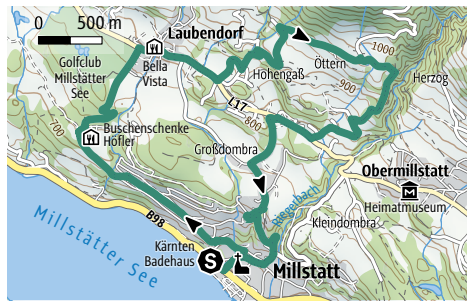 0
500 m
Laubendorf
1000
Golfclub
Millstätter
See
Bella
Vista
Höhengaß
Öttern
900
Herzog
L17
800
700
Buschenschenke
Höfler
Großdombra
Obermillstatt
Heimatmuseum
Riegelbach
Kleindombra
B98
Millstätter See
Kärnten
Badehaus
S
Millstatt